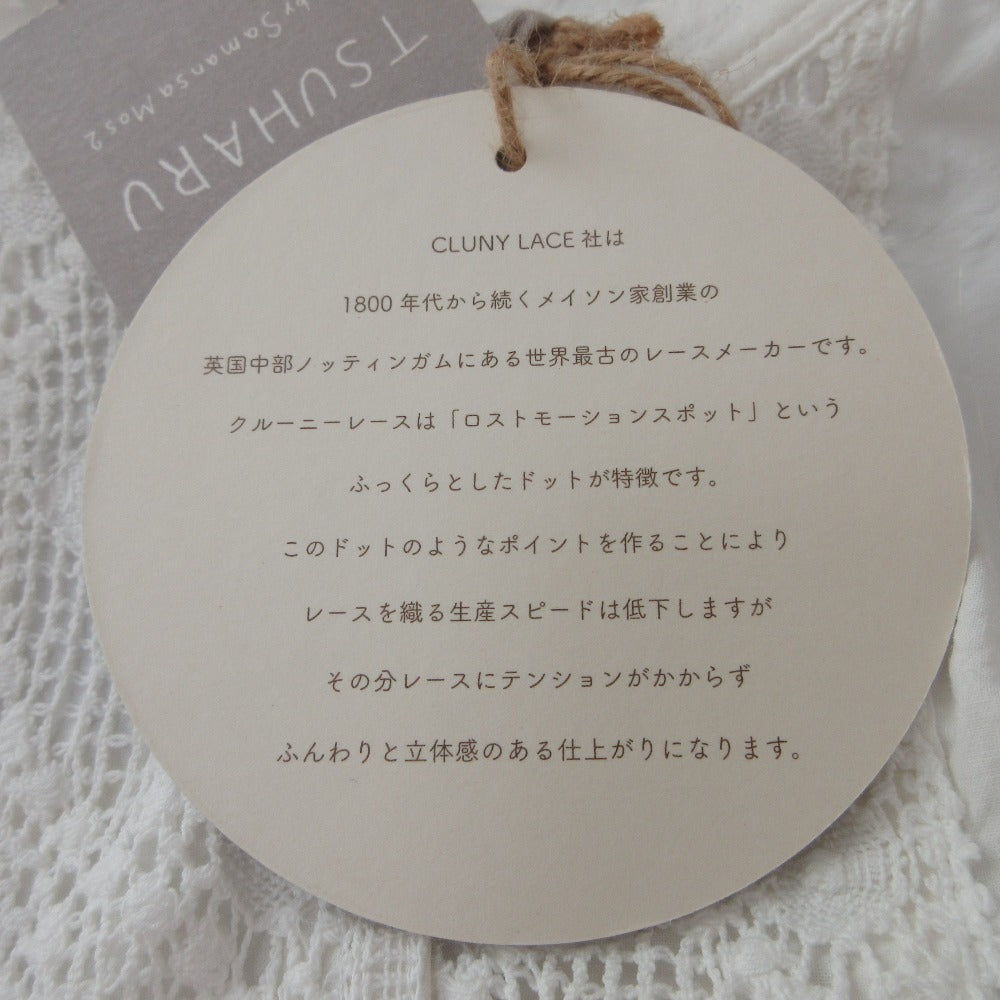 TSUHARU
by SamansaMos2
CLUNY LACE 社は
1800 年代から続くメイソン家創業の
英国中部ノッティンガムにある世界最古のレースメーカーです。
クルーニーレースは「ロストモーションスポット」という
ふっくらとしたドットが特徴です。
このドットのようなポイントを作ることにより
レースを織る生産スピードは低下しますが
その分レースにテンションがかからず
ふんわりと立体感のある仕上がりになります。